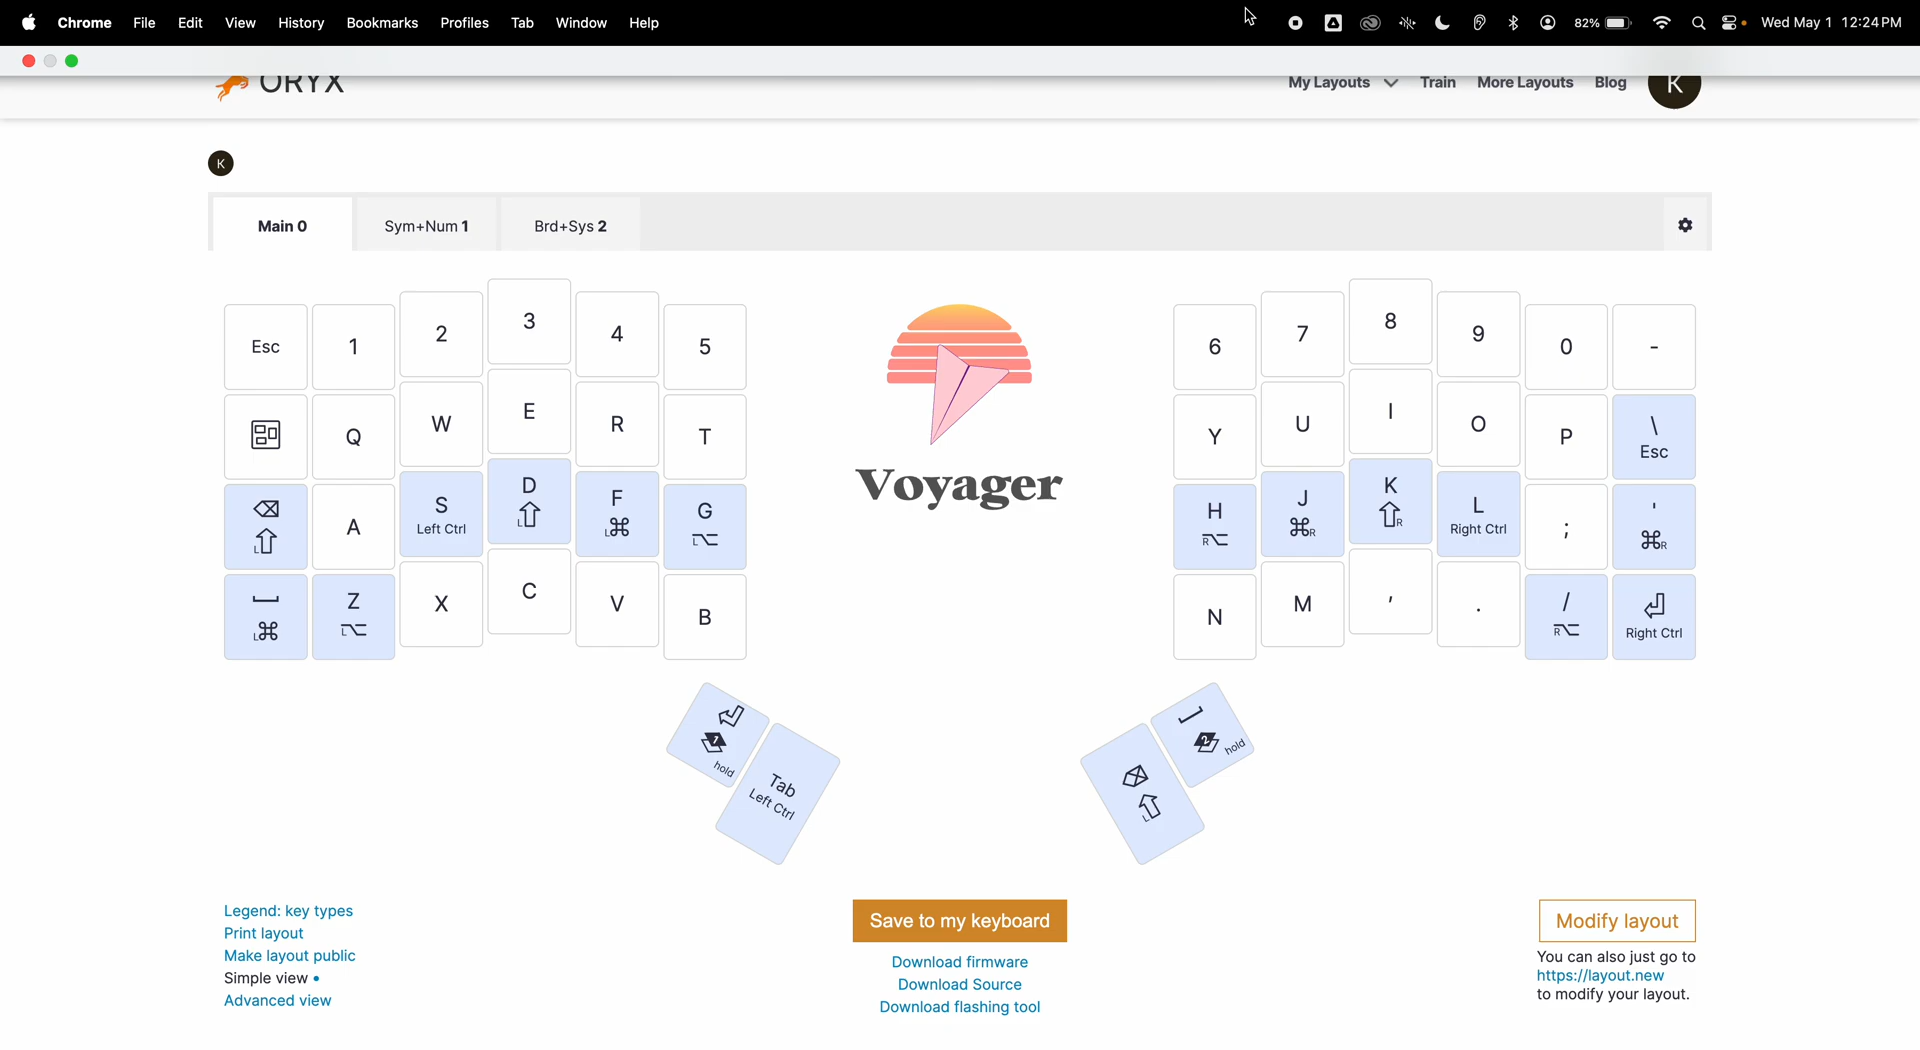 Chrome File Edit View History Bookmarks Profiles Tab Window Help 82% Wed May 1 12:24 PM
ORYX My Layouts Train More Layouts Blog K
K
Main 0 Sym+Num 1 Brd+Sys 2
Esc 1 2 3 4 5 6 7 8 9 0 -
Q W E R T Y U I O P \ Esc
⌫ L⇧ A S Left Ctrl D L⇧ F L⌘ G L⌥ H R⌥ J ⌘R K ⇧R L Right Ctrl ; ' ⌘R
L⌘ Z L⌥ X C V B N M , . / R⌥ Right Ctrl
1 hold 2 hold
Tab Left Ctrl L⇧
Voyager
Legend: key types
Print layout
Make layout public
Simple view •
Advanced view
Save to my keyboard
Download firmware
Download Source
Download flashing tool
Modify layout
You can also just go to
https://layout.new
to modify your layout.